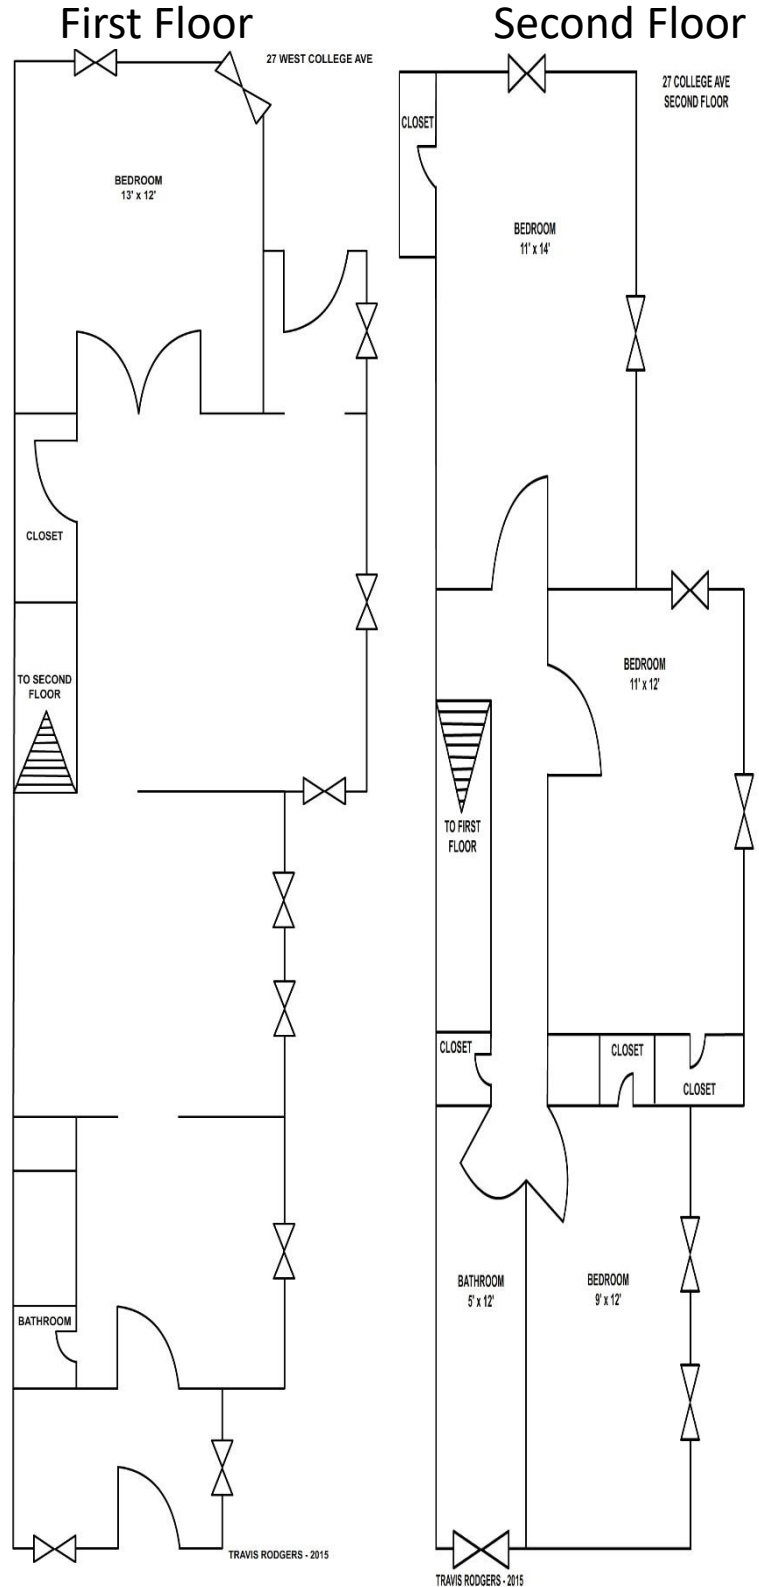 First Floor
27 WEST COLLEGE AVE
BEDROOM
13' x 12'
CLOSET
TO SECOND
FLOOR
BATHROOM
TRAVIS RODGERS - 2015
Second Floor
27 COLLEGE AVE
SECOND FLOOR
CLOSET
BEDROOM
11' x 14'
BEDROOM
11' x 12'
TO FIRST
FLOOR
CLOSET
CLOSET
CLOSET
BATHROOM
5' x 12'
BEDROOM
9' x 12'
TRAVIS RODGERS - 2015